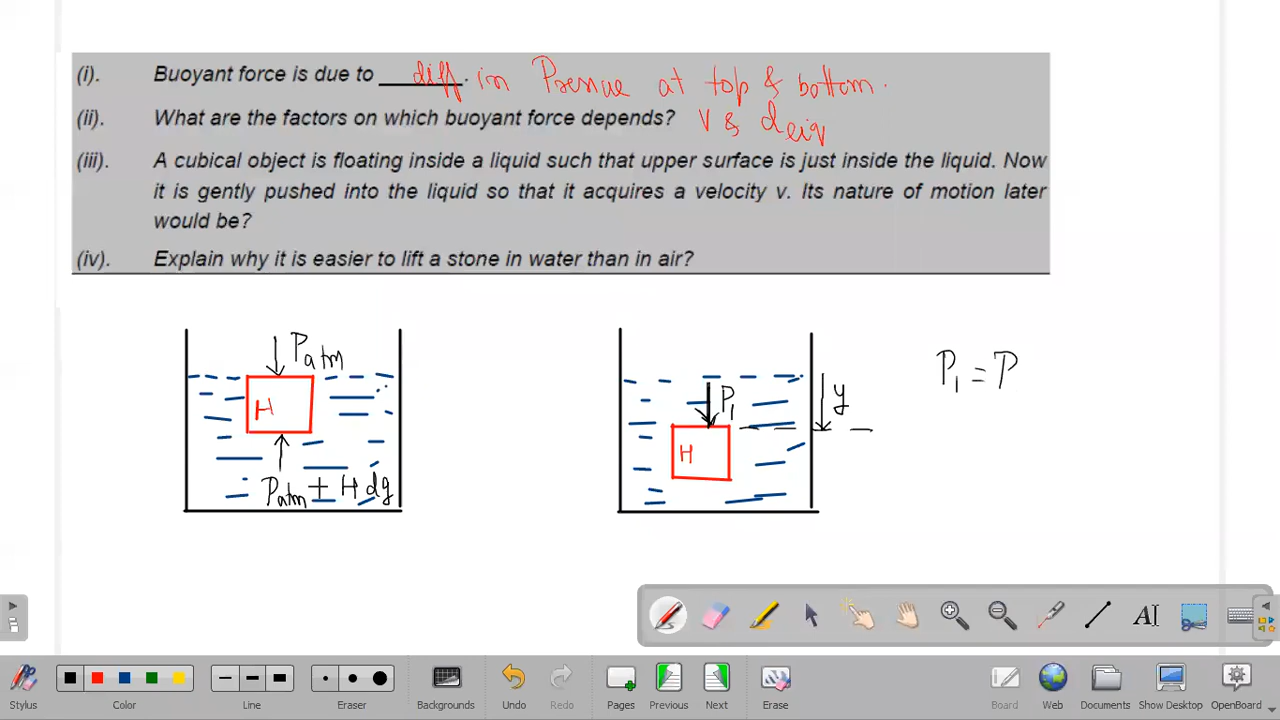 (i). Buoyant force is due to ________. diff in Pressure at top & bottom.
(ii). What are the factors on which buoyant force depends? V & d liq
(iii). A cubical object is floating inside a liquid such that upper surface is just inside the liquid. Now
it is gently pushed into the liquid so that it acquires a velocity v. Its nature of motion later
would be?
(iv). Explain why it is easier to lift a stone in water than in air?
Patm
H
Patm + Hdg
P1
y
H
P1 = P
Stylus
Color
Line
Eraser
Backgrounds
Undo
Redo
Pages
Previous
Next
Erase
Board
Web
Documents
Show Desktop
OpenBoard